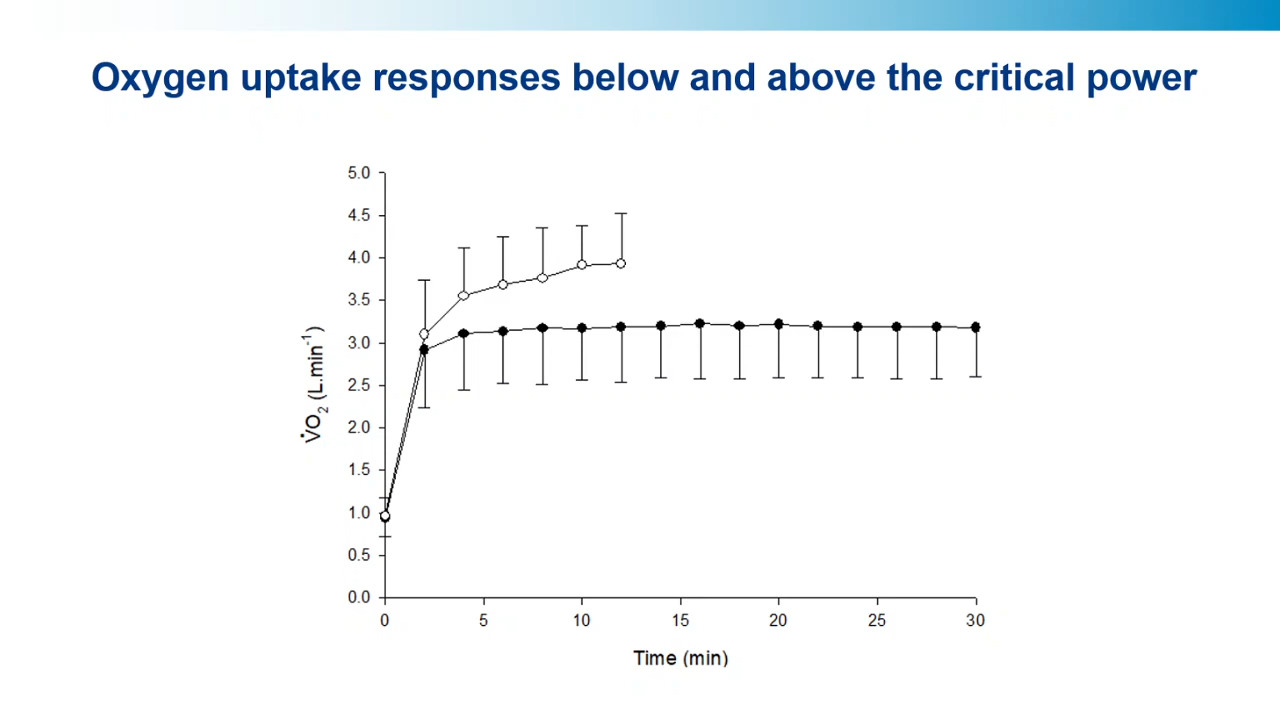 Oxygen uptake responses below and above the critical power
5.0
4.5
4.0
3.5
3.0
2.5
2.0
1.5
1.0
0.5
0.0
V̇O₂ (L.min⁻¹)
0 5 10 15 20 25 30
Time (min)